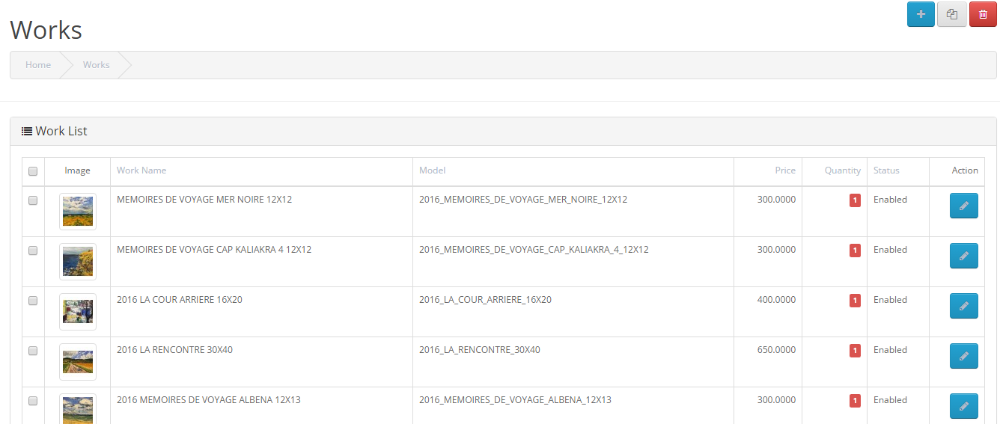 Works
Home Works
Work List
Image Work Name Model Price Quantity Status Action
MEMOIRES DE VOYAGE MER NOIRE 12X12 2016_MEMOIRES_DE_VOYAGE_MER_NOIRE_12X12 300.0000 1 Enabled
MEMOIRES DE VOYAGE CAP KALIAKRA 4 12X12 2016_MEMOIRES_DE_VOYAGE_CAP_KALIAKRA_4_12X12 300.0000 1 Enabled
2016 LA COUR ARRIERE 16X20 2016_LA_COUR_ARRIERE_16X20 400.0000 1 Enabled
2016 LA RENCONTRE 30X40 2016_LA_RENCONTRE_30X40 650.0000 1 Enabled
2016 MEMOIRES DE VOYAGE ALBENA 12X13 2016_MEMOIRES_DE_VOYAGE_ALBENA_12X13 300.0000 1 Enabled